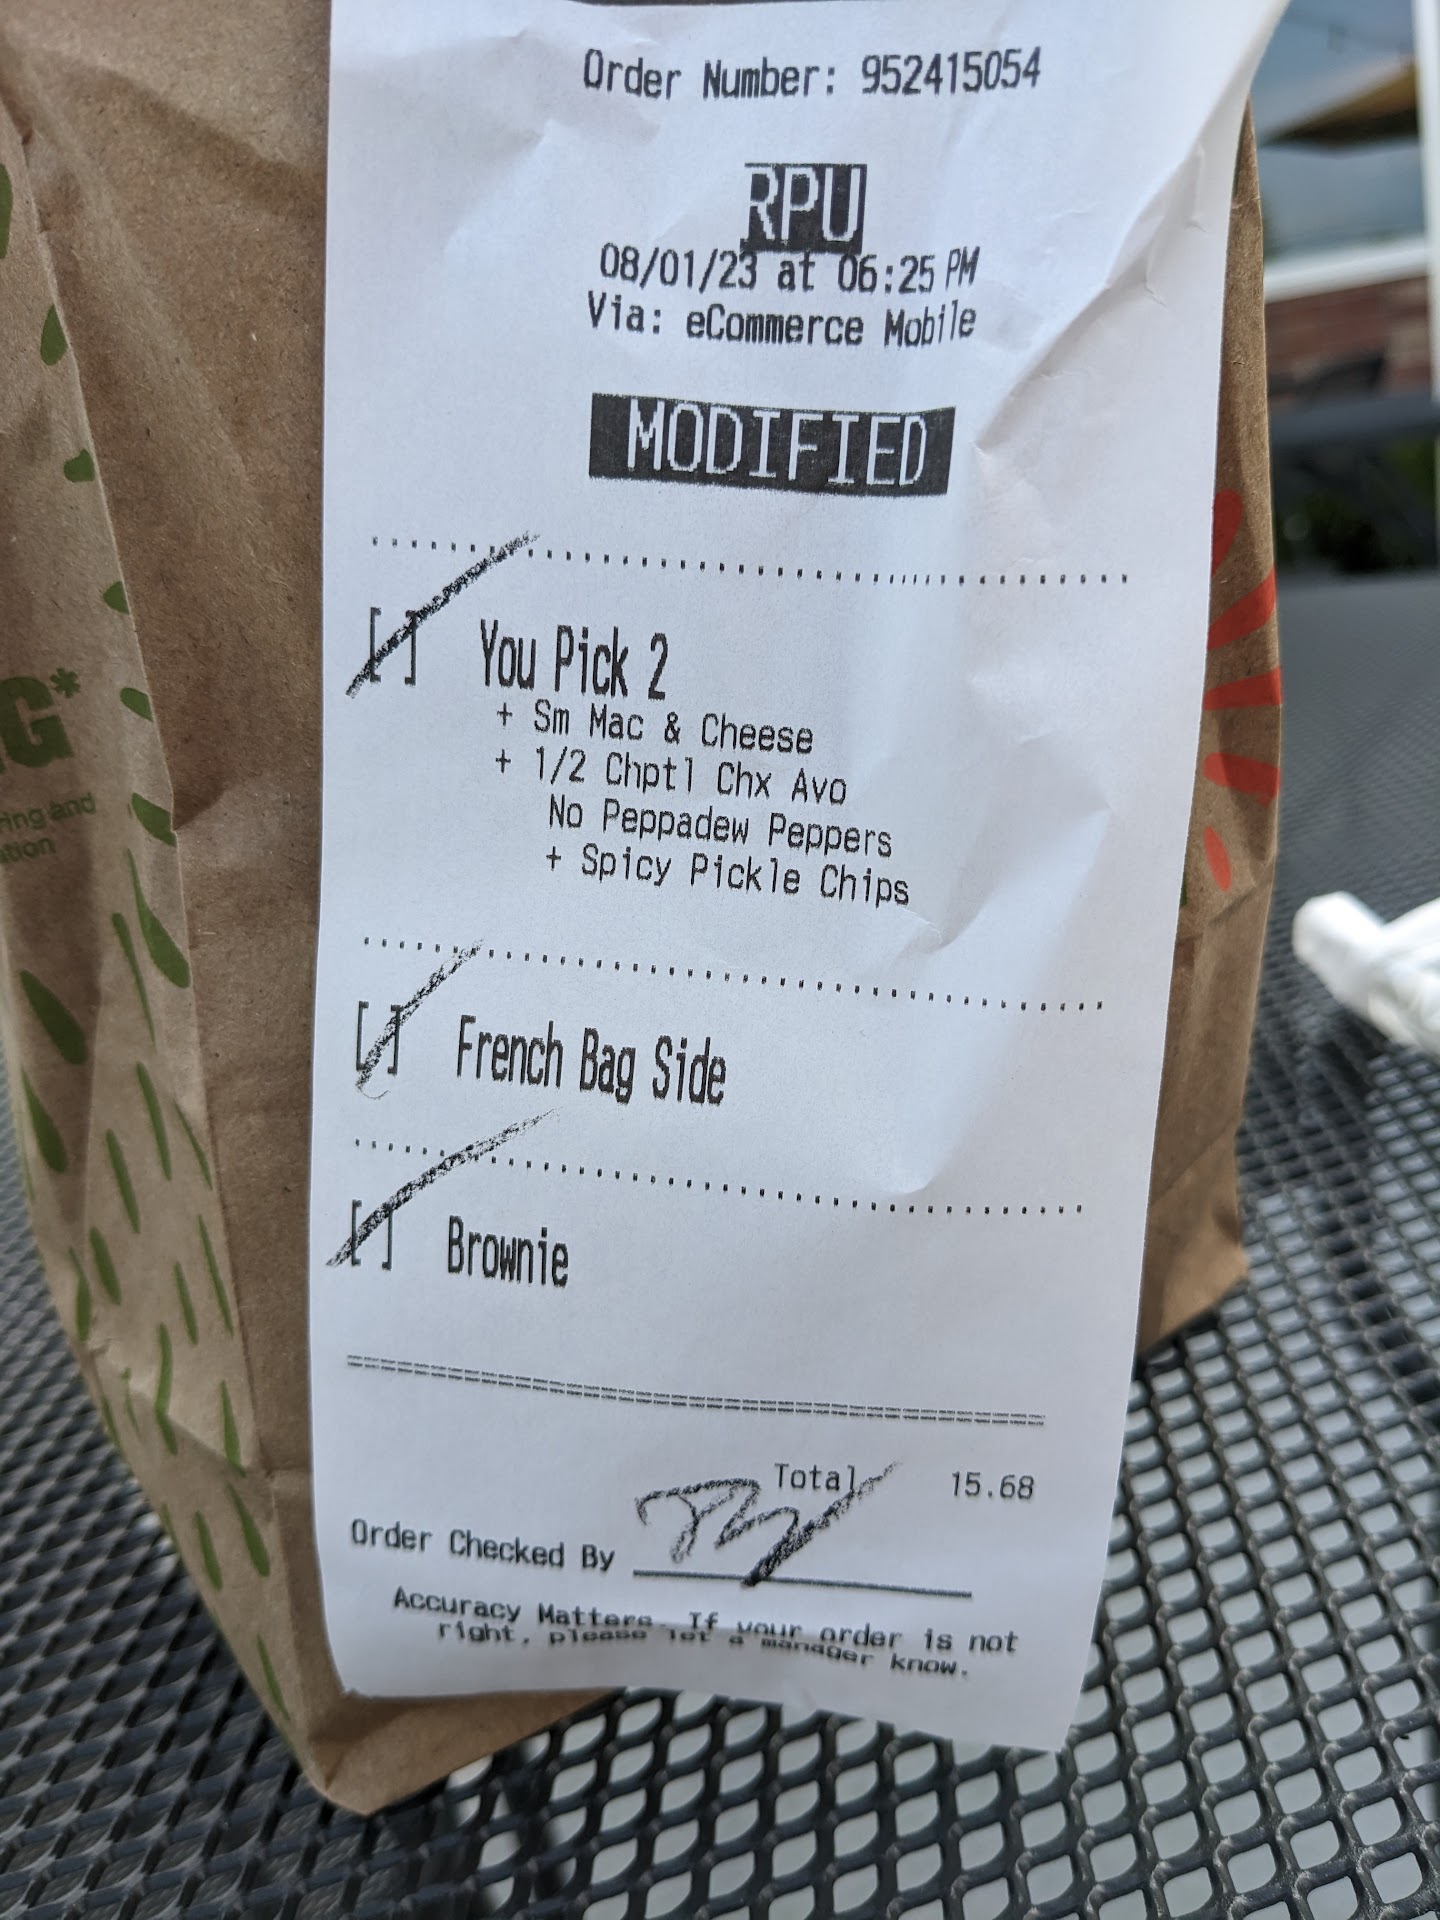 Order Number: 952415054
RPU
08/01/23 at 06:25 PM
Via: eCommerce Mobile
MODIFIED
[ ] You Pick 2
+ Sm Mac & Cheese
+ 1/2 Chptl Chx Avo
No Peppadew Peppers
+ Spicy Pickle Chips
[ ] French Bag Side
[ ] Brownie
Total 15.68
Order Checked By
Accuracy Matters. If your order is not
right, please let a manager know.
G*
and